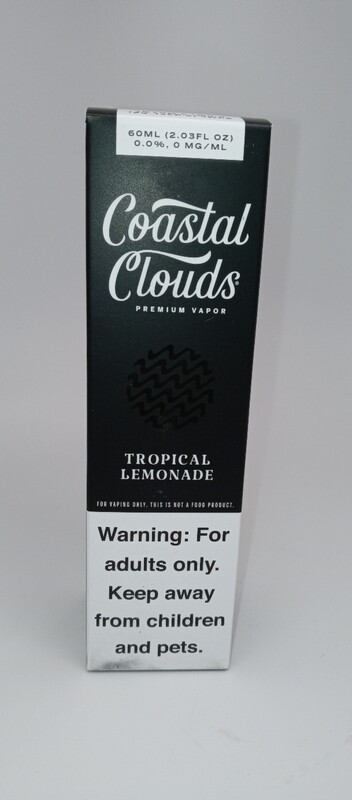 60ML (2.03FL OZ)
0.0%, 0 MG/ML
Coastal
Clouds®
PREMIUM VAPOR
TROPICAL
LEMONADE
FOR VAPING ONLY, THIS IS NOT A FOOD PRODUCT.
Warning: For
adults only.
Keep away
from children
and pets.